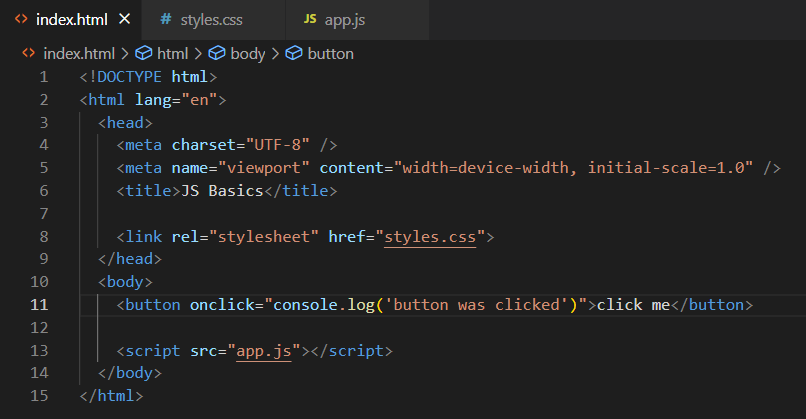 index.html
styles.css
JS app.js
index.html > html > body > button
1 <!DOCTYPE html>
2 <html lang="en">
3 <head>
4 <meta charset="UTF-8" />
5 <meta name="viewport" content="width=device-width, initial-scale=1.0" />
6 <title>JS Basics</title>
7
8 <link rel="stylesheet" href="styles.css">
9 </head>
10 <body>
11 <button onclick="console.log('button was clicked')">click me</button>
12
13 <script src="app.js"></script>
14 </body>
15 </html>